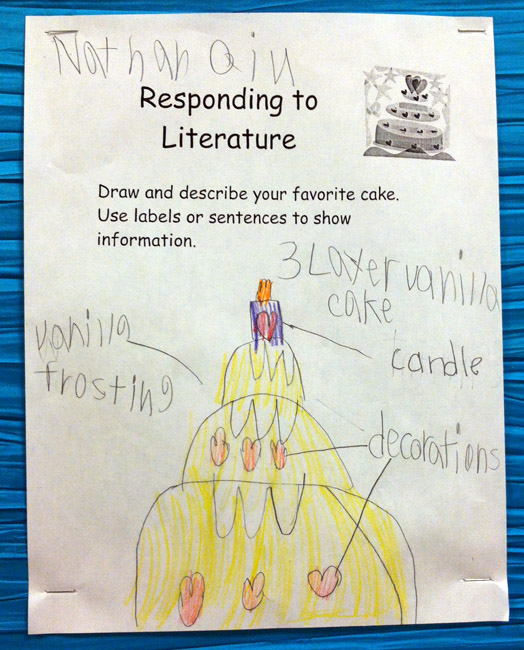 Nathan Qiu
Responding to
Literature
Draw and describe your favorite cake.
Use labels or sentences to show
information.
3 Layer vanilla
cake
vanilla
frosting
candle
decorations